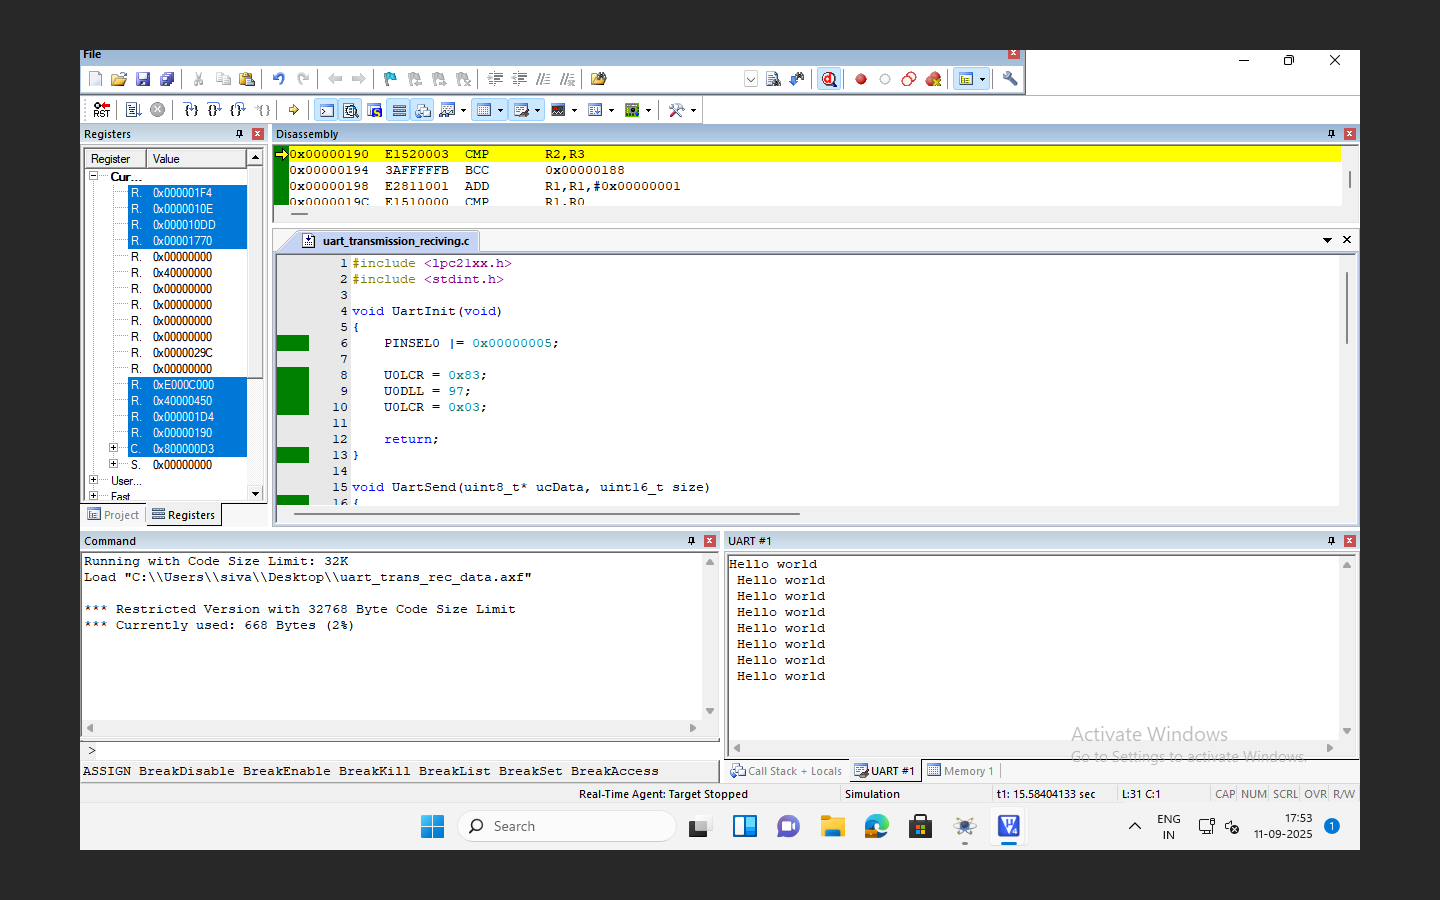 File
RST
Registers
Register Value
Cur...
R. 0x000001F4
R. 0x0000010E
R. 0x000010DD
R. 0x00001770
R. 0x00000000
R. 0x40000000
R. 0x00000000
R. 0x00000000
R. 0x00000000
R. 0x00000000
R. 0x0000029C
R. 0x00000000
R. 0xE000C000
R. 0x40000450
R. 0x000001D4
R. 0x00000190
C. 0x800000D3
S. 0x00000000
User...
Fast
Project Registers
Disassembly
0x00000190 E1520003 CMP R2,R3
0x00000194 3AFFFFFB BCC 0x00000188
0x00000198 E2811001 ADD R1,R1,#0x00000001
0x0000019C E1510000 CMP R1,R0
uart_transmission_reciving.c
1 #include <lpc21xx.h>
2 #include <stdint.h>
3
4 void UartInit(void)
5 {
6 PINSEL0 |= 0x00000005;
7
8 U0LCR = 0x83;
9 U0DLL = 97;
10 U0LCR = 0x03;
11
12 return;
13 }
14
15 void UartSend(uint8_t* ucData, uint16_t size)
16 {
Command
Running with Code Size Limit: 32K
Load "C:\\Users\\siva\\Desktop\\uart_trans_rec_data.axf"
*** Restricted Version with 32768 Byte Code Size Limit
*** Currently used: 668 Bytes (2%)
>
ASSIGN BreakDisable BreakEnable BreakKill BreakList BreakSet BreakAccess
UART #1
Hello world
Hello world
Hello world
Hello world
Hello world
Hello world
Hello world
Hello world
Activate Windows
Go to Settings to activate Windows.
Call Stack + Locals UART #1 Memory 1
Real-Time Agent: Target Stopped Simulation t1: 15.58404133 sec L:31 C:1 CAP NUM SCRL OVR R/W
Search
ENG
IN
17:53
11-09-2025
1